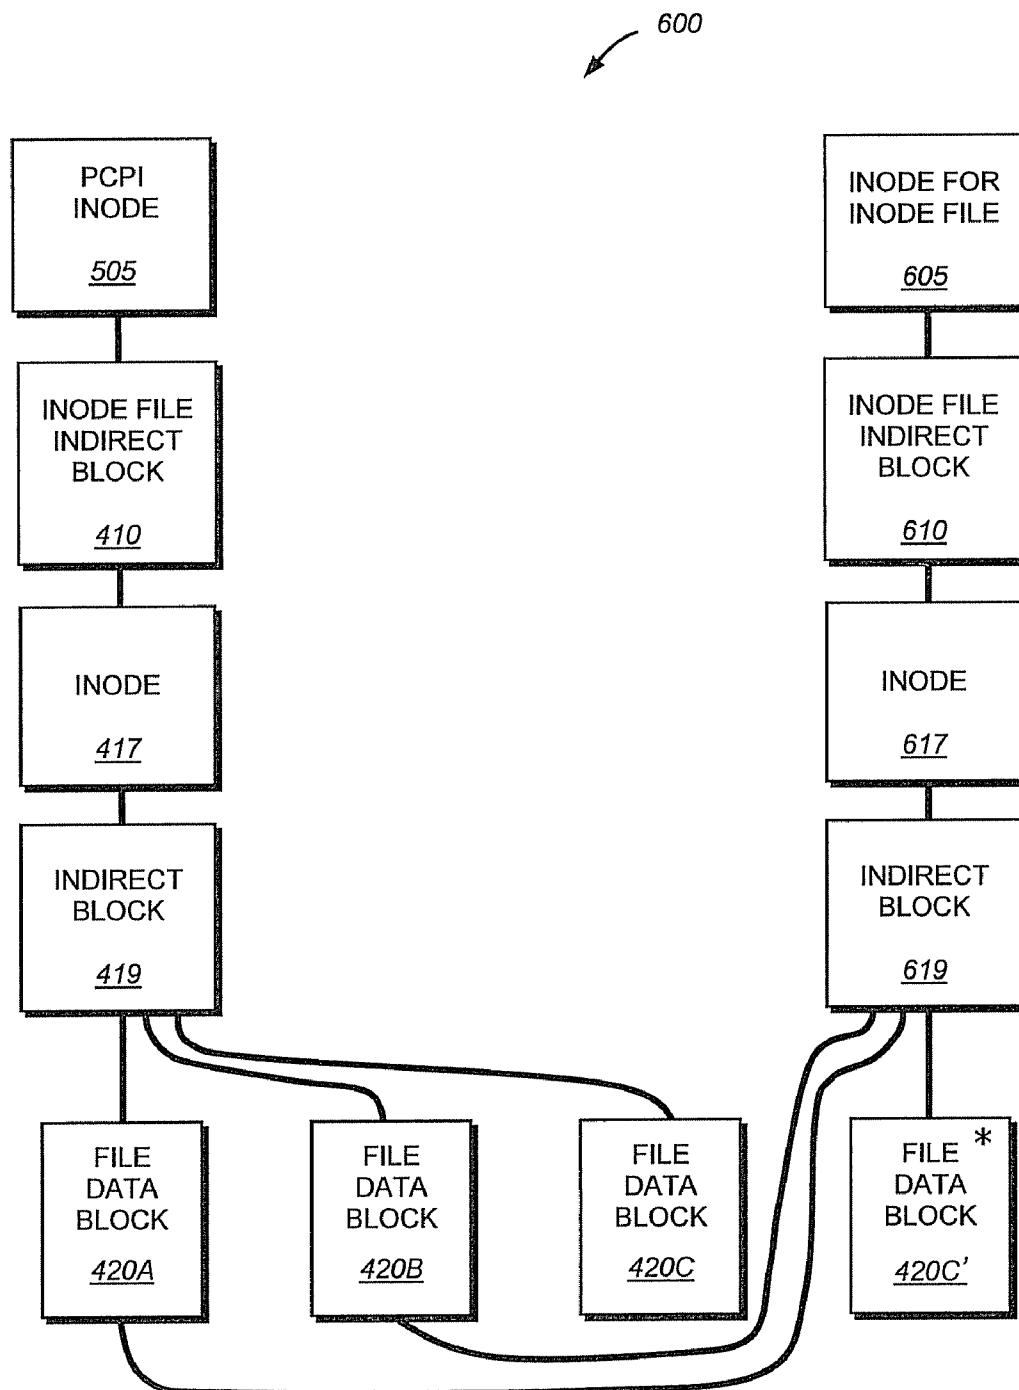 600
PCPI
INODE
505
INODE FOR
INODE FILE
605
INODE FILE
INDIRECT
BLOCK
410
INODE FILE
INDIRECT
BLOCK
610
INODE
417
INODE
617
INDIRECT
BLOCK
419
INDIRECT
BLOCK
619
FILE
DATA
BLOCK
420A
FILE
DATA
BLOCK
420B
FILE
DATA
BLOCK
420C
FILE *
DATA
BLOCK
420C'